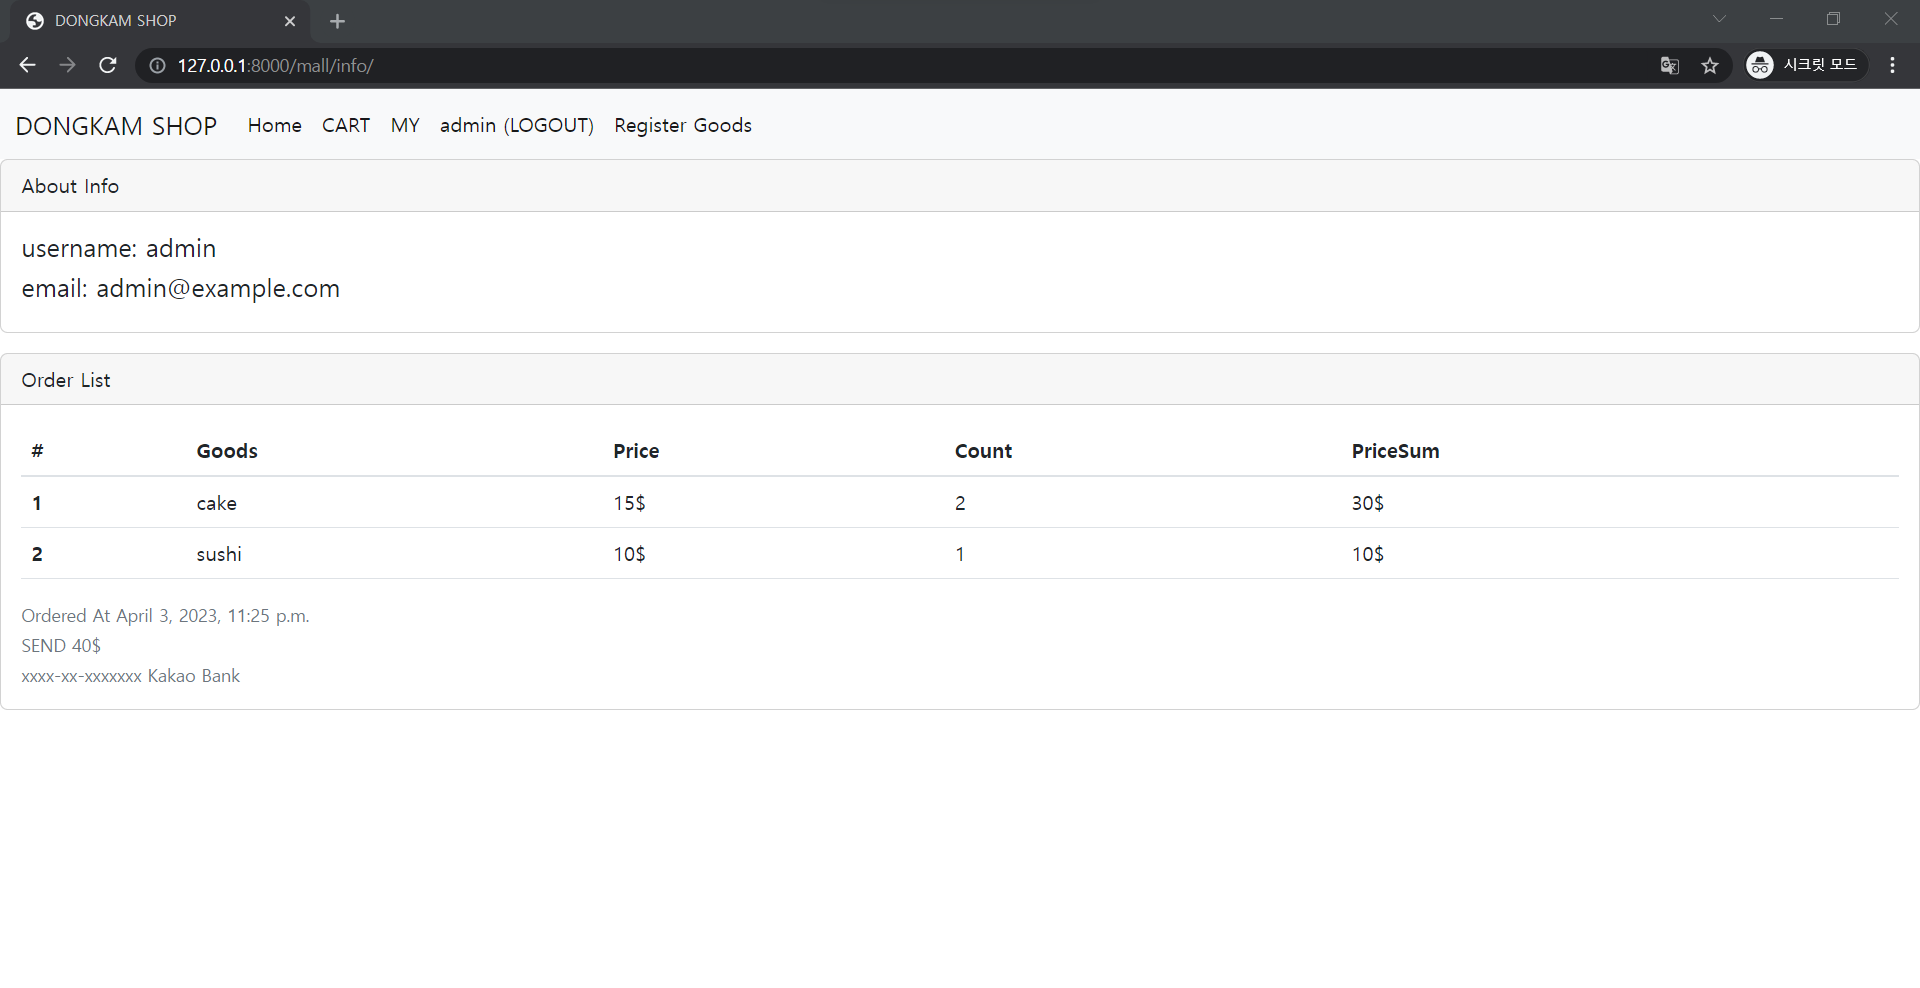 DONGKAM SHOP
127.0.0.1:8000/mall/info/
시크릿 모드
DONGKAM SHOP Home CART MY admin (LOGOUT) Register Goods
About Info
username: admin
email: admin@example.com
Order List
# Goods Price Count PriceSum
1 cake 15$ 2 30$
2 sushi 10$ 1 10$
Ordered At April 3, 2023, 11:25 p.m.
SEND 40$
xxxx-xx-xxxxxxx Kakao Bank